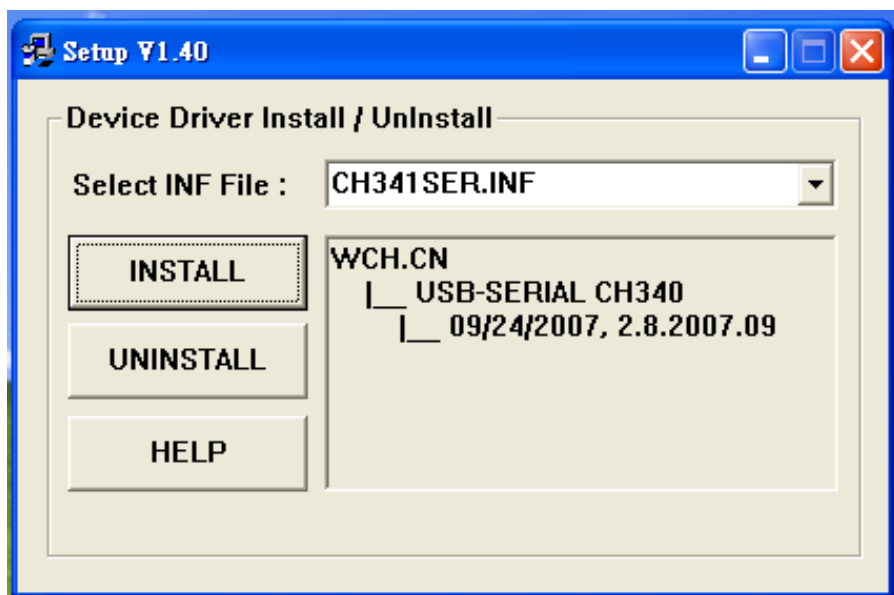 Setup V1.40
Device Driver Install / UnInstall
Select INF File :
CH341SER.INF
INSTALL
WCH.CN
|__ USB-SERIAL CH340
|__ 09/24/2007, 2.8.2007.09
UNINSTALL
HELP